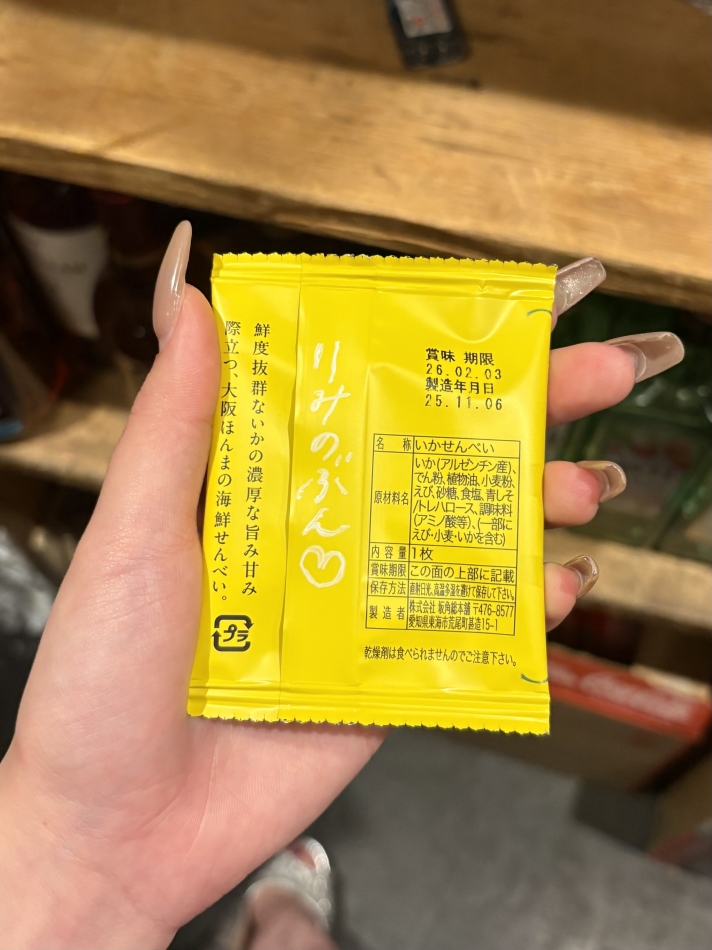 鮮度抜群ないかの濃厚な旨み甘み
際立つ、大阪ほんまの海鮮せんべい。
プラ
りみのぶん♡
賞味 期限
26.02.03
製造年月日
25.11.06
名 称 いかせんべい
原材料名 いか(アルゼンチン産)、
でん粉、植物油、小麦粉、
えび、砂糖、食塩、青しそ
/トレハロース、調味料
(アミノ酸等)、(一部に
えび・小麦・いかを含む)
内容量 1枚
賞味期限 この面の上部に記載
保存方法 直射日光、高温多湿を避けて保存して下さい。
製造者 株式会社 坂角総本舗 〒476-8577
愛知県東海市荒尾町甚造15-1
乾燥剤は食べられませんのでご注意下さい。